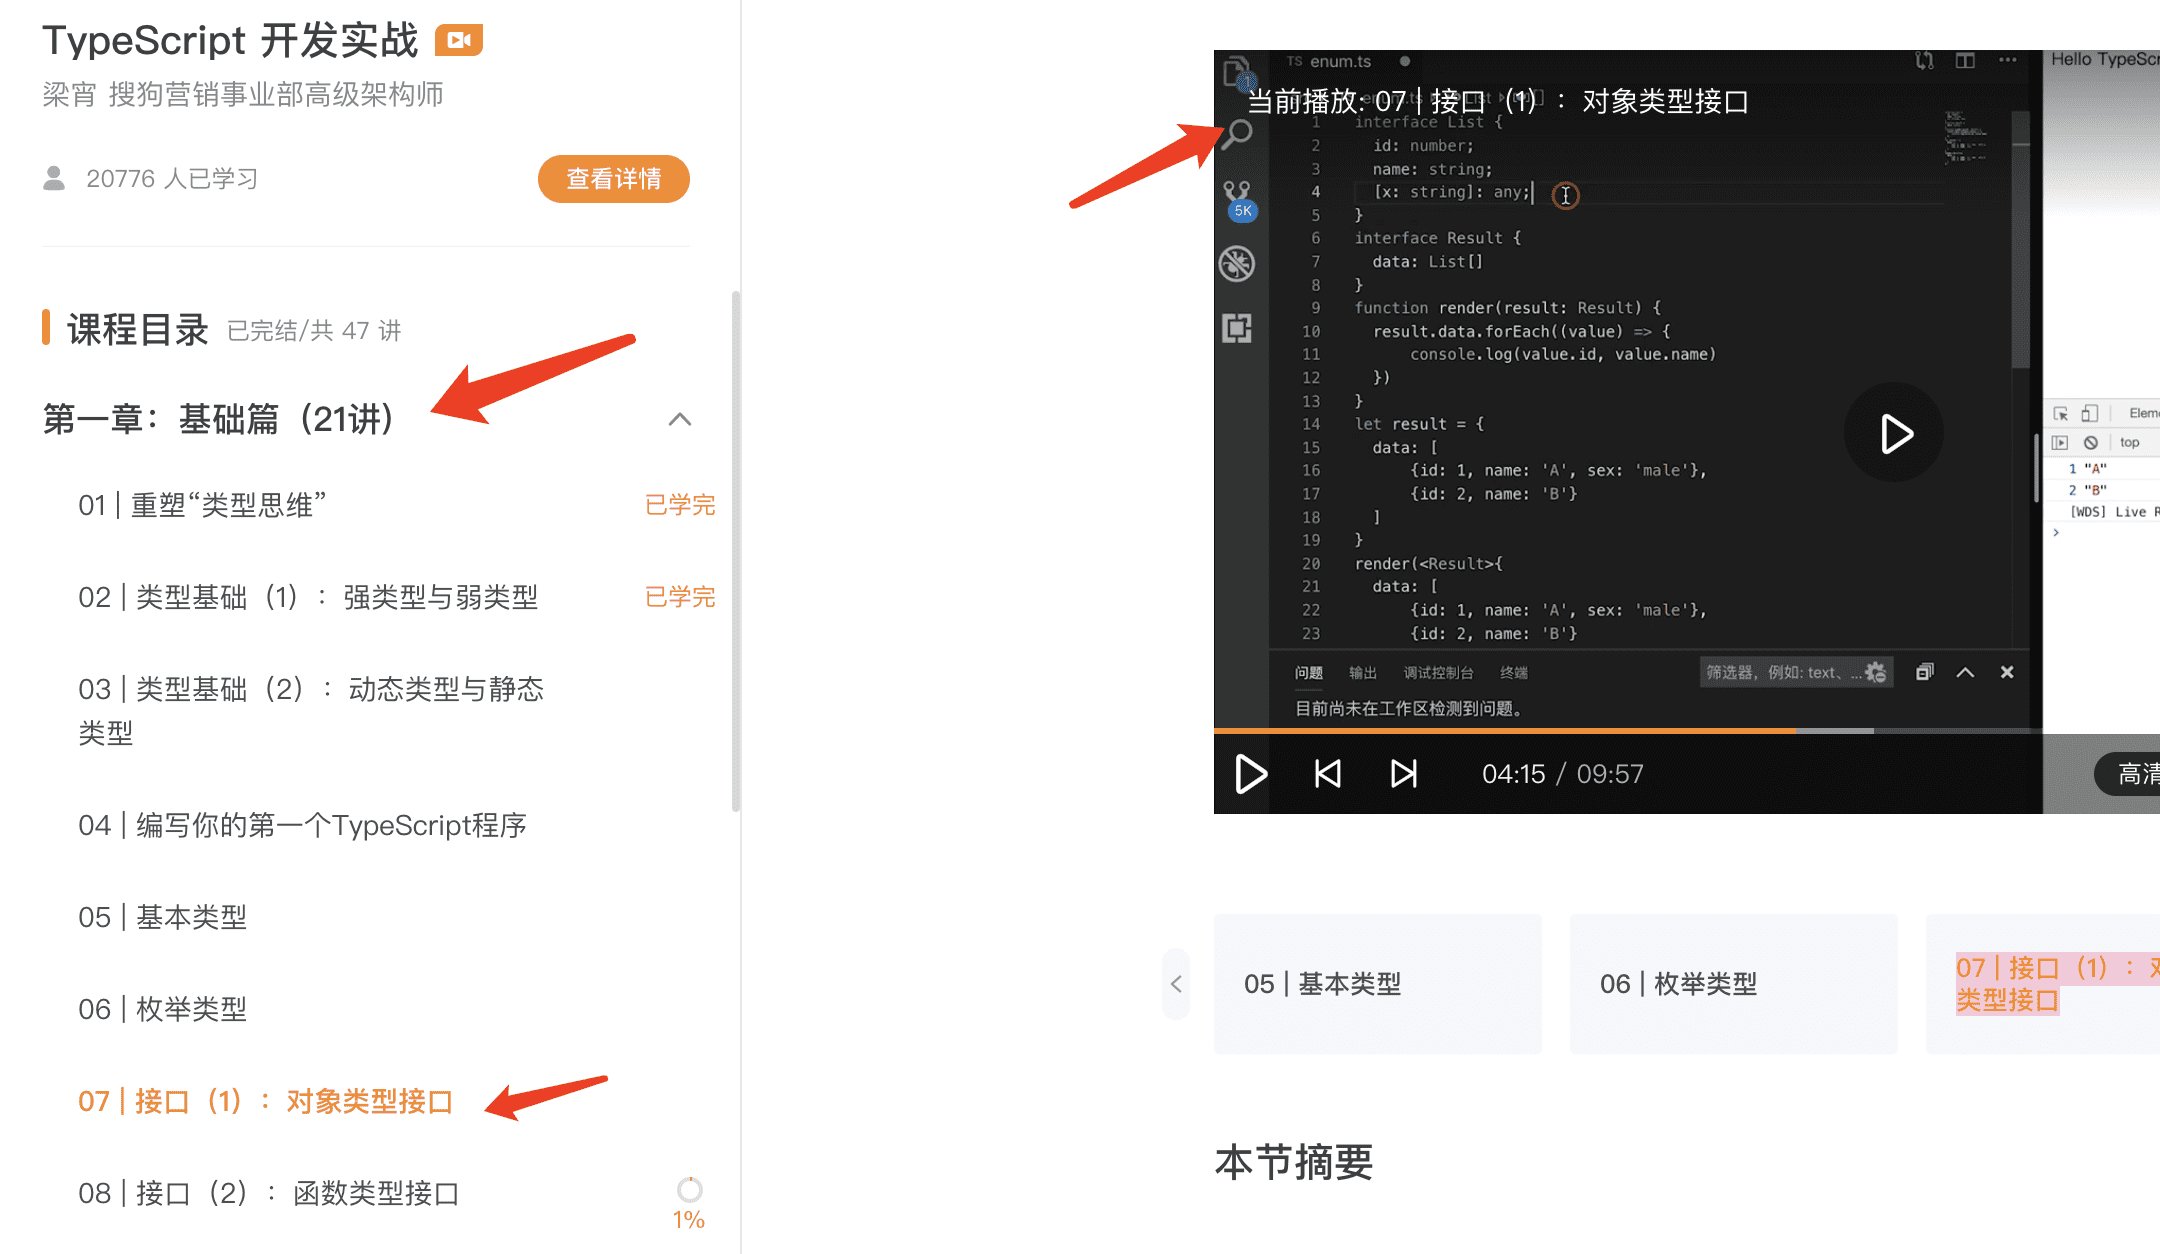 TypeScript 开发实战
梁宵 搜狗营销事业部高级架构师
20776 人已学习
查看详情
课程目录 已完结/共 47 讲
第一章：基础篇（21讲）
01 | 重塑“类型思维”
已学完
02 | 类型基础（1）：强类型与弱类型
已学完
03 | 类型基础（2）：动态类型与静态
类型
04 | 编写你的第一个TypeScript程序
05 | 基本类型
06 | 枚举类型
07 | 接口（1）：对象类型接口
08 | 接口（2）：函数类型接口
1%
TS enum.ts
当前播放: 07 | 接口（1）：对象类型接口
1 interface List {
2 id: number;
3 name: string;
4 [x: string]: any;
5 }
6 interface Result {
7 data: List[]
8 }
9 function render(result: Result) {
10 result.data.forEach((value) => {
11 console.log(value.id, value.name)
12 })
13 }
14 let result = {
15 data: [
16 {id: 1, name: 'A', sex: 'male'},
17 {id: 2, name: 'B'}
18 ]
19 }
20 render(<Result>{
21 data: [
22 {id: 1, name: 'A', sex: 'male'},
23 {id: 2, name: 'B'}
5K
问题 输出 调试控制台 终端
筛选器，例如: text、...
目前尚未在工作区检测到问题。
04:15 / 09:57
高清
Hello TypeScr
Eleme
top
1 "A"
2 "B"
[WDS] Live R
05 | 基本类型
06 | 枚举类型
07 | 接口（1）：对
类型接口
本节摘要